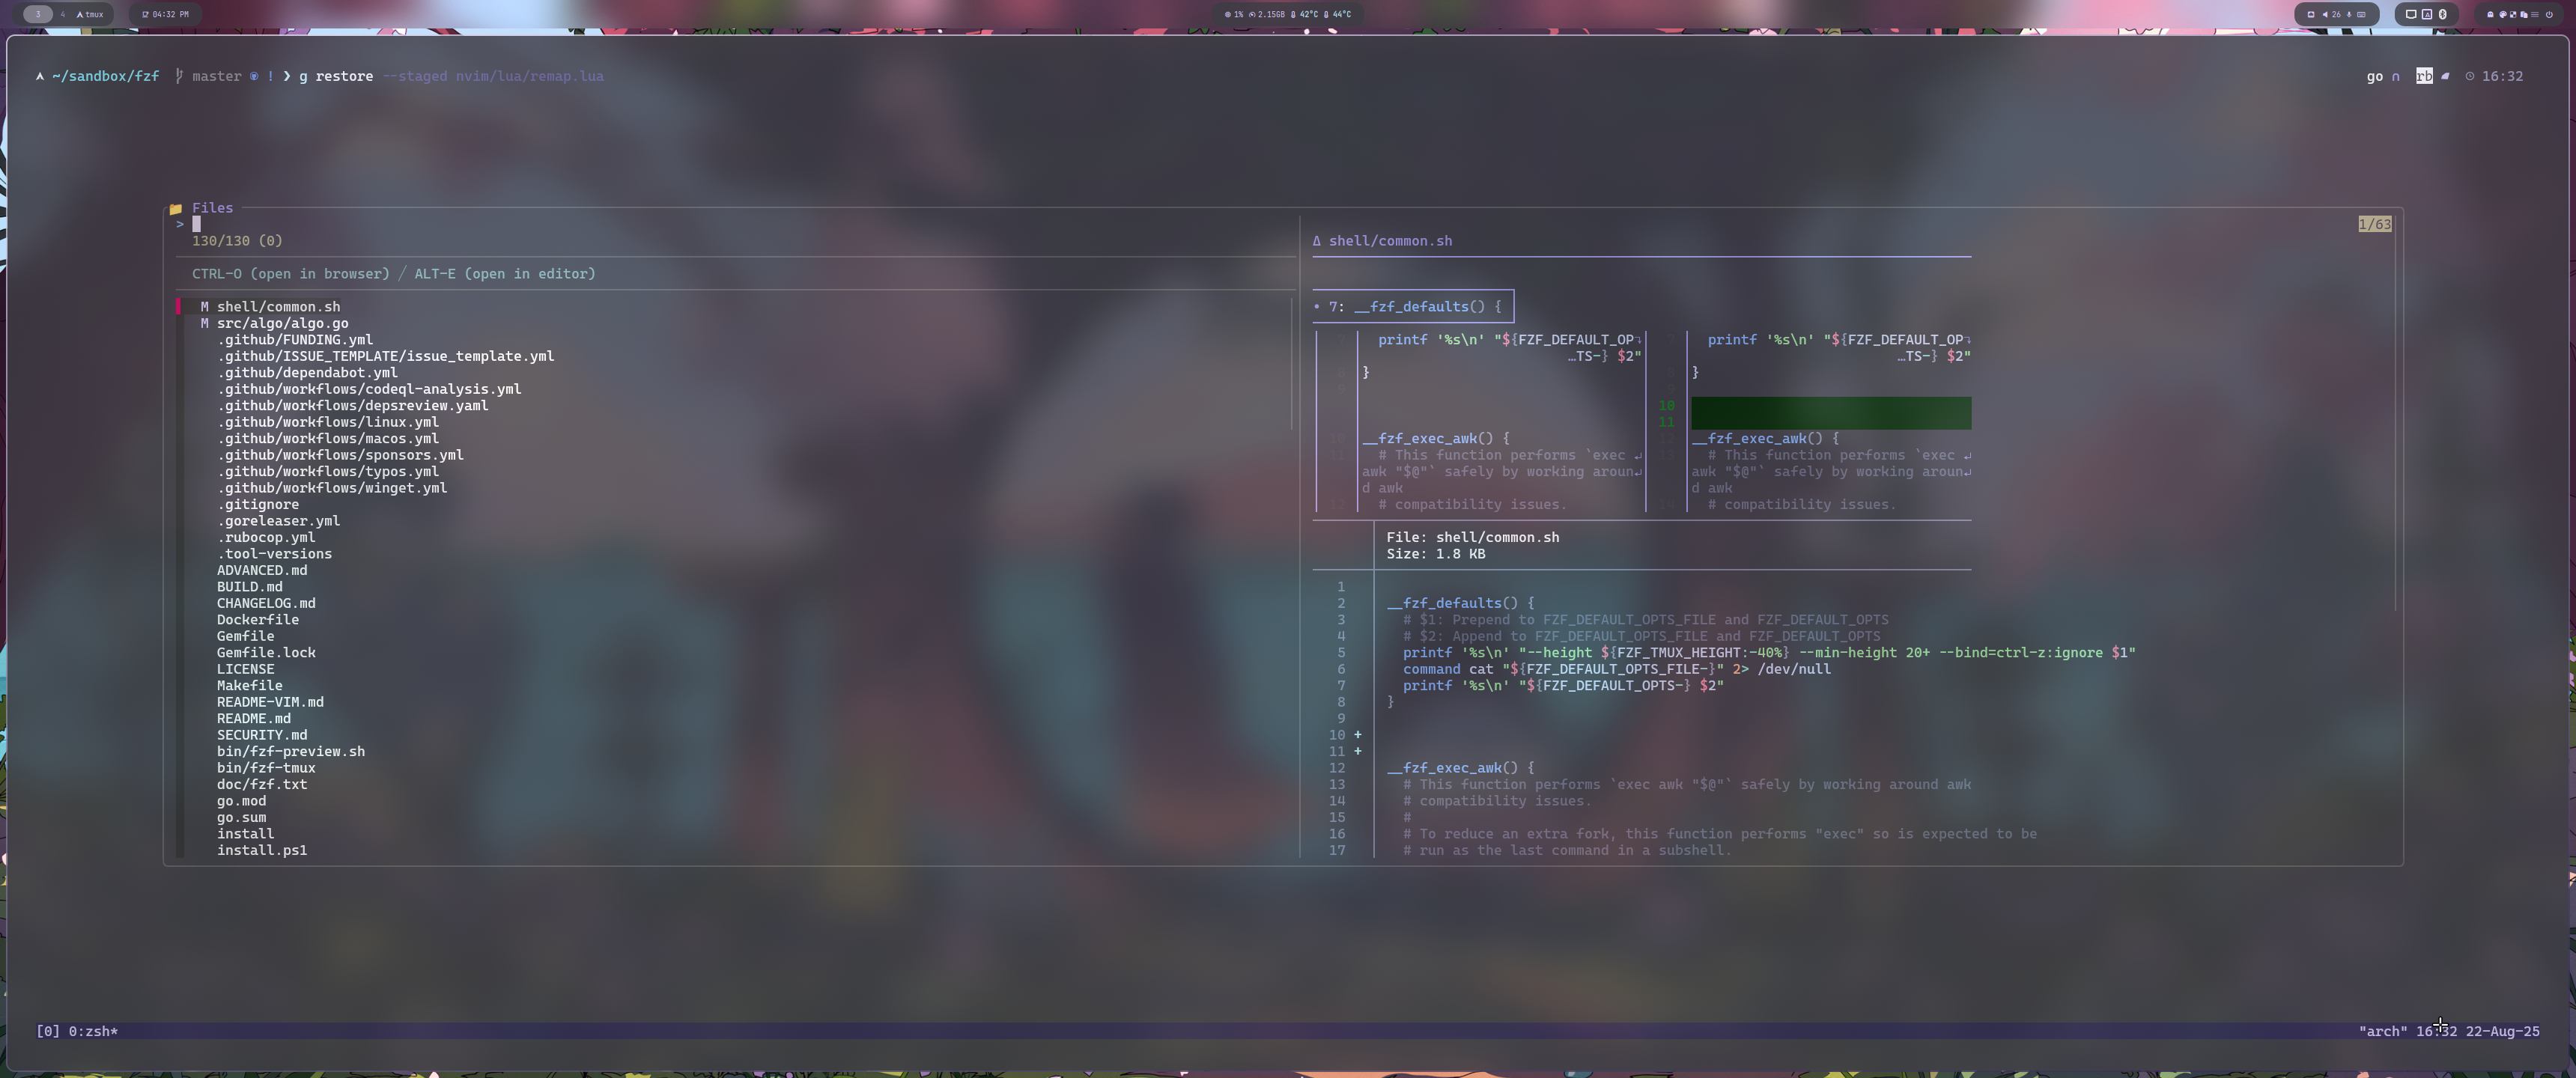 3 4 tmux 04:32 PM 1% 2.15GB 42°C 44°C 26
~/sandbox/fzf master ! ❯ g restore --staged nvim/lua/remap.lua go rb 16:32
Files
> 1/63
130/130 (0)
CTRL-O (open in browser) / ALT-E (open in editor)
M shell/common.sh
M src/algo/algo.go
.github/FUNDING.yml
.github/ISSUE_TEMPLATE/issue_template.yml
.github/dependabot.yml
.github/workflows/codeql-analysis.yml
.github/workflows/depsreview.yaml
.github/workflows/linux.yml
.github/workflows/macos.yml
.github/workflows/sponsors.yml
.github/workflows/typos.yml
.github/workflows/winget.yml
.gitignore
.goreleaser.yml
.rubocop.yml
.tool-versions
ADVANCED.md
BUILD.md
CHANGELOG.md
Dockerfile
Gemfile
Gemfile.lock
LICENSE
Makefile
README-VIM.md
README.md
SECURITY.md
bin/fzf-preview.sh
bin/fzf-tmux
doc/fzf.txt
go.mod
go.sum
install
install.ps1
Δ shell/common.sh
• 7: __fzf_defaults() {
printf '%s\n' "${FZF_DEFAULT_OP↴
…TS-} $2"
}
__fzf_exec_awk() {
# This function performs `exec ↵
awk "$@"` safely by working aroun↵
d awk
# compatibility issues.
printf '%s\n' "${FZF_DEFAULT_OP↴
…TS-} $2"
}
10
11
__fzf_exec_awk() {
# This function performs `exec ↵
awk "$@"` safely by working aroun↵
d awk
# compatibility issues.
File: shell/common.sh
Size: 1.8 KB
1
2 __fzf_defaults() {
3 # $1: Prepend to FZF_DEFAULT_OPTS_FILE and FZF_DEFAULT_OPTS
4 # $2: Append to FZF_DEFAULT_OPTS_FILE and FZF_DEFAULT_OPTS
5 printf '%s\n' "--height ${FZF_TMUX_HEIGHT:-40%} --min-height 20+ --bind=ctrl-z:ignore $1"
6 command cat "${FZF_DEFAULT_OPTS_FILE-}" 2> /dev/null
7 printf '%s\n' "${FZF_DEFAULT_OPTS-} $2"
8 }
9
10 +
11 +
12 __fzf_exec_awk() {
13 # This function performs `exec awk "$@"` safely by working around awk
14 # compatibility issues.
15 #
16 # To reduce an extra fork, this function performs "exec" so is expected to be
17 # run as the last command in a subshell.
[0] 0:zsh* "arch" 16:32 22-Aug-25